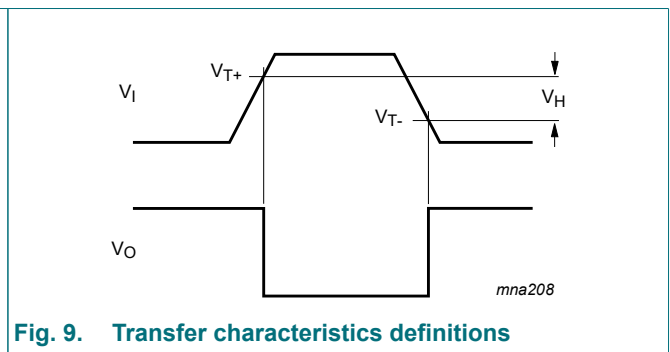 V_I
V_T+
V_T-
V_H
V_O
mna208
Fig. 9. Transfer characteristics definitions